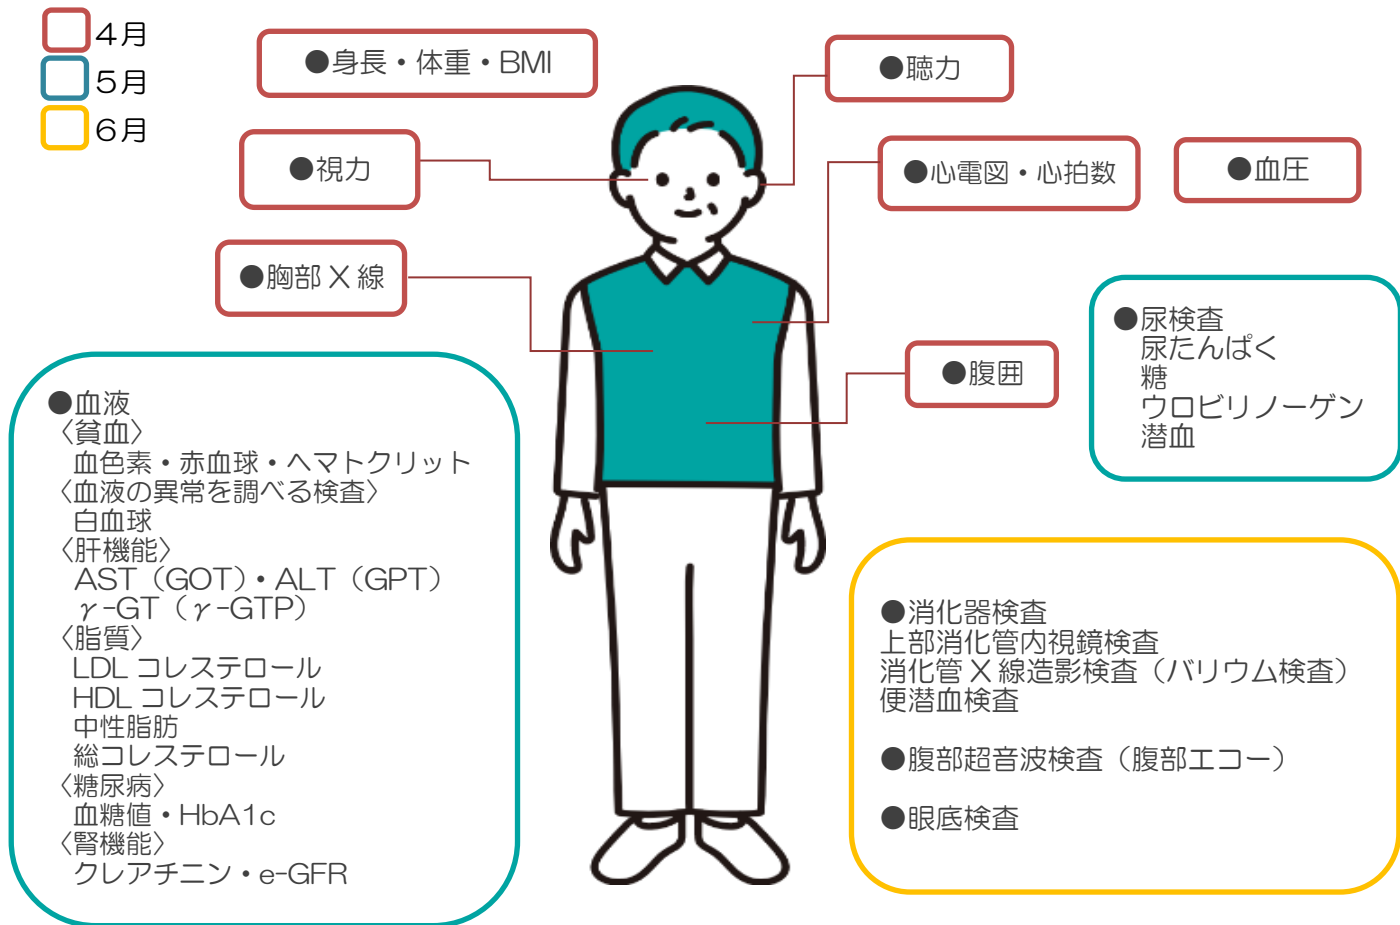 4月
5月
6月
●身長・体重・BMI
●聴力
●視力
●心電図・心拍数
●血圧
●胸部X線
●腹囲
●尿検査
尿たんぱく
糖
ウロビリノーゲン
潜血
●血液
〈貧血〉
血色素・赤血球・ヘマトクリット
〈血液の異常を調べる検査〉
白血球
〈肝機能〉
AST（GOT）・ALT（GPT）
γ-GT（γ-GTP）
〈脂質〉
LDLコレステロール
HDLコレステロール
中性脂肪
総コレステロール
〈糖尿病〉
血糖値・HbA1c
〈腎機能〉
クレアチニン・e-GFR
●消化器検査
上部消化管内視鏡検査
消化管X線造影検査（バリウム検査）
便潜血検査
●腹部超音波検査（腹部エコー）
●眼底検査